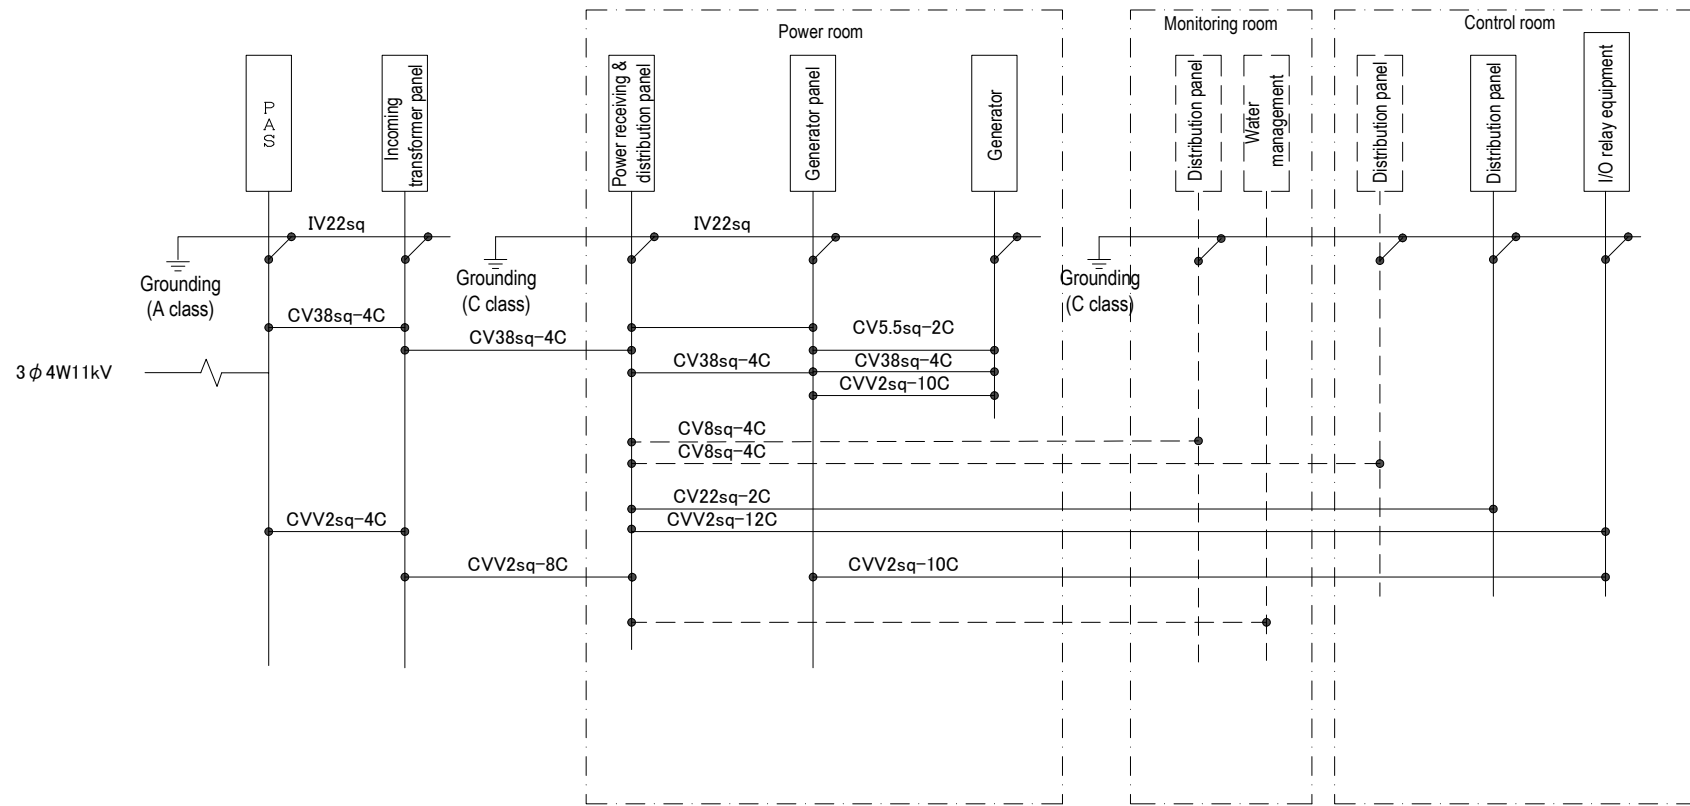 Power room
Monitoring room
Control room
PAS
Incoming
transformer panel
Power receiving &
distribution panel
Generator panel
Generator
Distribution panel
Water
management
Distribution panel
Distribution panel
I/O relay equipment
IV22sq
IV22sq
Grounding
(A class)
Grounding
(C class)
Grounding
(C class)
CV38sq-4C
CV38sq-4C
CV5.5sq-2C
3φ4W11kV
CV38sq-4C
CV38sq-4C
CVV2sq-10C
CV8sq-4C
CV8sq-4C
CV22sq-2C
CVV2sq-4C
CVV2sq-12C
CVV2sq-8C
CVV2sq-10C